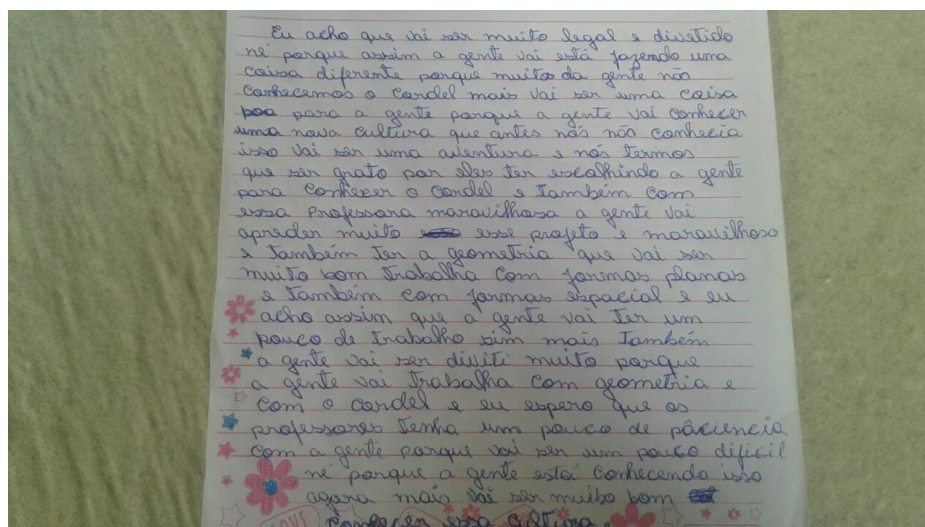 Eu acho que vai ser muito legal e divetido
né porque assim a gente vai está fazendo uma
coisa diferente porque muitos da gente não
conhecemos o cordel mais vai ser uma coisa
boa para a gente porque a gente vai conhecer
uma nova cultura que antes nós não conhecia
isso vai ser uma aventura e nós termos
que ser grato por eles ter escolhindo a gente
para conhecer o cordel e também com
essa professora maravilhosa a gente vai
apreder muito esse projeto e maravilhoso
e também ter a geometria que vai ser
muito bom trabalha com formas planas
e também com formas espacial e eu
acho assim que a gente vai ter um
pouco de trabalho sim mais também
a gente vai ser diviti muito porque
a gente vai trabalha com geometria e
com o cordel e eu espero que os
professores tenha um pouco de paciencia
com a gente porque vai ser um pouco dificil
né porque a gente está conhecendo isso
agora mais vai ser muito bom
conhecer essa cultura.
LOVE